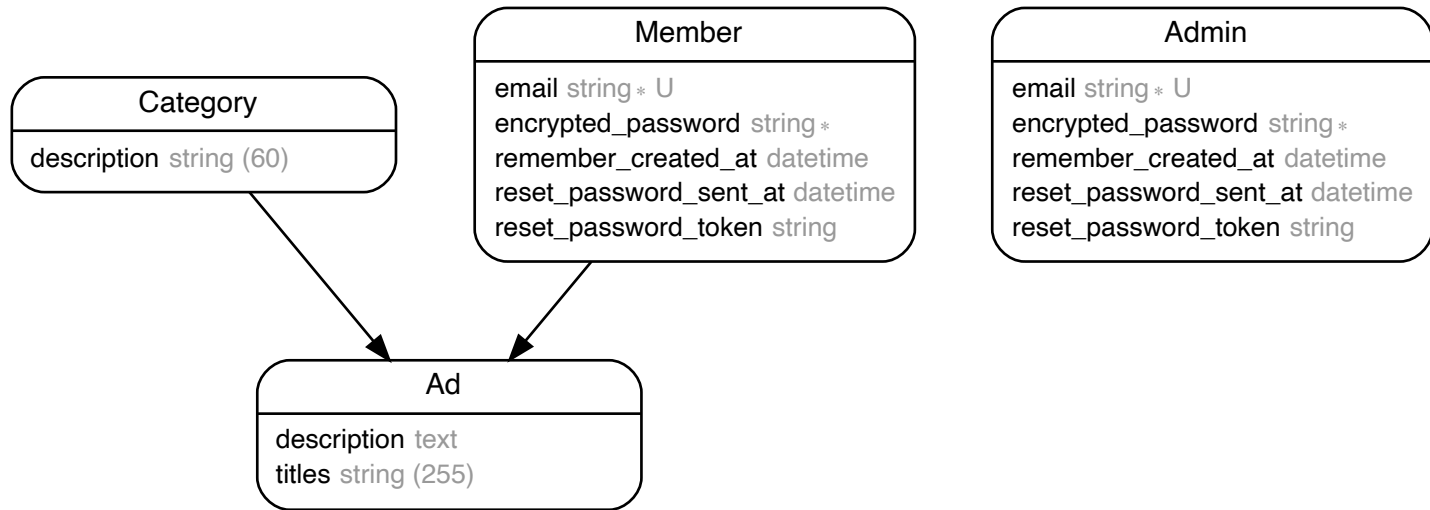 Category
description string (60)
Member
email string * U
encrypted_password string *
remember_created_at datetime
reset_password_sent_at datetime
reset_password_token string
Admin
email string * U
encrypted_password string *
remember_created_at datetime
reset_password_sent_at datetime
reset_password_token string
Ad
description text
titles string (255)